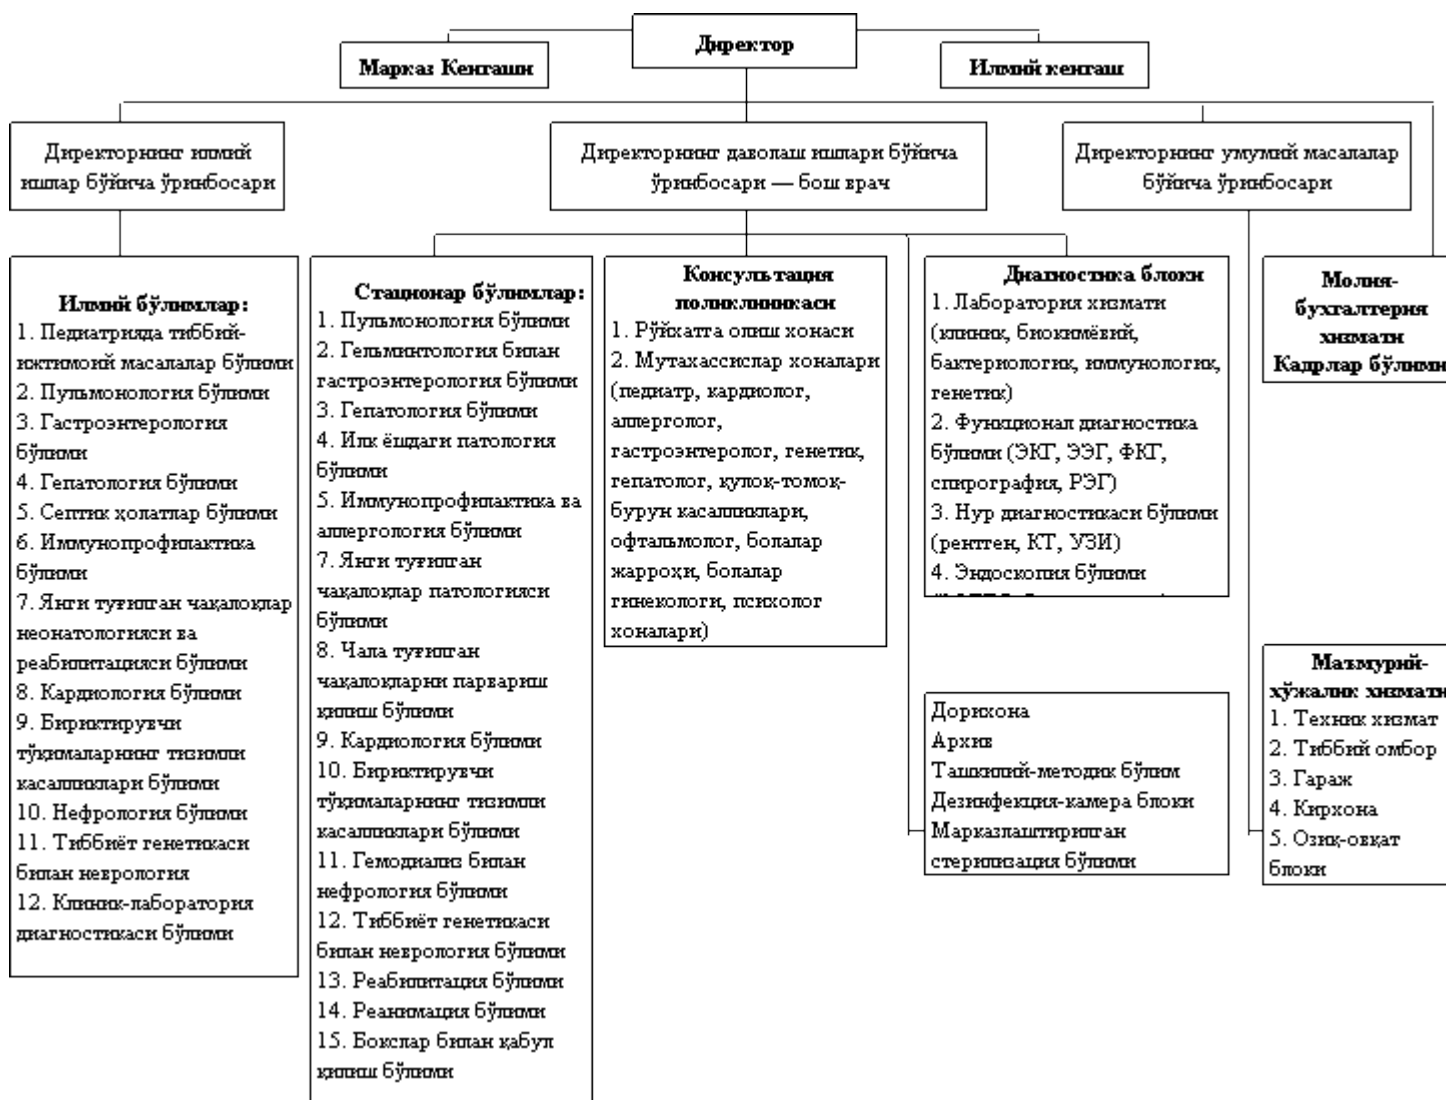 Директор
Марказ Кенгаши
Илмий кенгаш
Директорнинг илмий
ишлар бўйича ўринбосари
Директорнинг даволаш ишлари бўйича
ўринбосари — бош врач
Директорнинг умумий масалалар
бўйича ўринбосари
Илмий бўлимлар:
1. Педиатрияда тиббий-
ижтимоий масалалар бўлими
2. Пульмонология бўлими
3. Гастроэнтерология
бўлими
4. Гепатология бўлими
5. Септик ҳолатлар бўлими
6. Иммунопрофилактика
бўлими
7. Янги туғилган чақалоқлар
неонатологияси ва
реабилитацияси бўлими
8. Кардиология бўлими
9. Бириктирувчи
тўқималарнинг тизимли
касалликлари бўлими
10. Нефрология бўлими
11. Тиббиёт генетикаси
билан неврология
12. Клиник-лаборатория
диагностикаси бўлими
Стационар бўлимлар:
1. Пульмонология бўлими
2. Гельминтология билан
гастроэнтерология бўлими
3. Гепатология бўлими
4. Илк ёшдаги патология
бўлими
5. Иммунопрофилактика ва
аллергология бўлими
7. Янги туғилган
чақалоқлар патологияси
бўлими
8. Чала туғилган
чақалоқларни парвариш
қилиш бўлими
9. Кардиология бўлими
10. Бириктирувчи
тўқималарнинг тизимли
касалликлари бўлими
11. Гемодиализ билан
нефрология бўлими
12. Тиббиёт генетикаси
билан неврология бўлими
13. Реабилитация бўлими
14. Реанимация бўлими
15. Бокслар билан қабул
қилиш бўлими
Консультация
поликлиникаси
1. Рўйхатга олиш хонаси
2. Мутахассислар хоналари
(педиатр, кардиолог,
аллерголог,
гастроэнтеролог, генетик,
гепатолог, қулоқ-томоқ-
бурун касалликлари,
офтальмолог, болалар
жарроҳи, болалар
гинекологи, психолог
хоналари)
Диагностика блоки
1. Лаборатория хизмати
(клиник, биокимёвий,
бактериологик, иммунологик,
генетик)
2. Функционал диагностика
бўлими (ЭКГ, ЭЭГ, ФКГ,
спирография, РЭГ)
3. Нур диагностикаси бўлими
(рентген, КТ, УЗИ)
4. Эндоскопия бўлими
Дорихона
Архив
Ташкилий-методик бўлим
Дезинфекция-камера блоки
Марказлаштирилган
стерилизация бўлими
Молия-
бухгалтерия
хизмати
Кадрлар бўлими
Маъмурий-
хўжалик хизмати
1. Техник хизмат
2. Тиббий омбор
3. Гараж
4. Кирхона
5. Озиқ-овқат
блоки